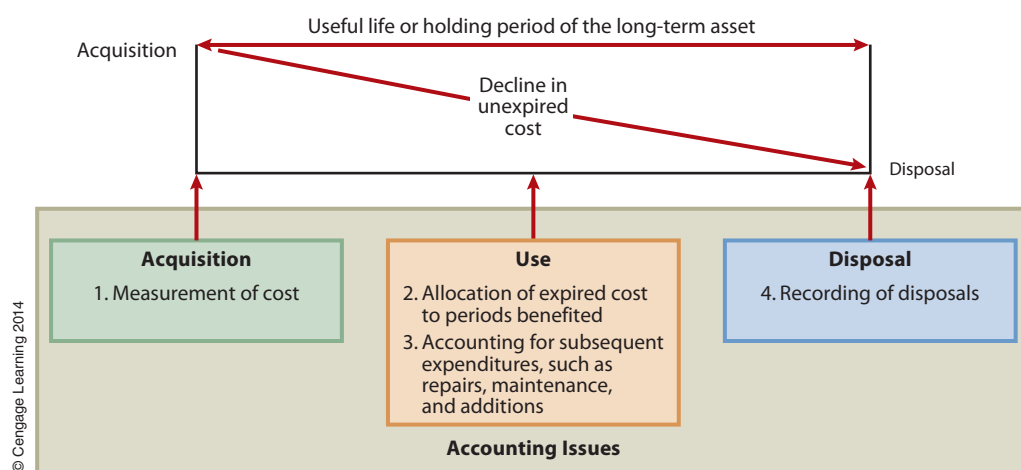 Useful life or holding period of the long-term asset
Acquisition
Decline in
unexpired
cost
Disposal
Acquisition
1. Measurement of cost
Use
2. Allocation of expired cost
to periods benefited
3. Accounting for subsequent
expenditures, such as
repairs, maintenance,
and additions
Disposal
4. Recording of disposals
Accounting Issues
© Cengage Learning 2014